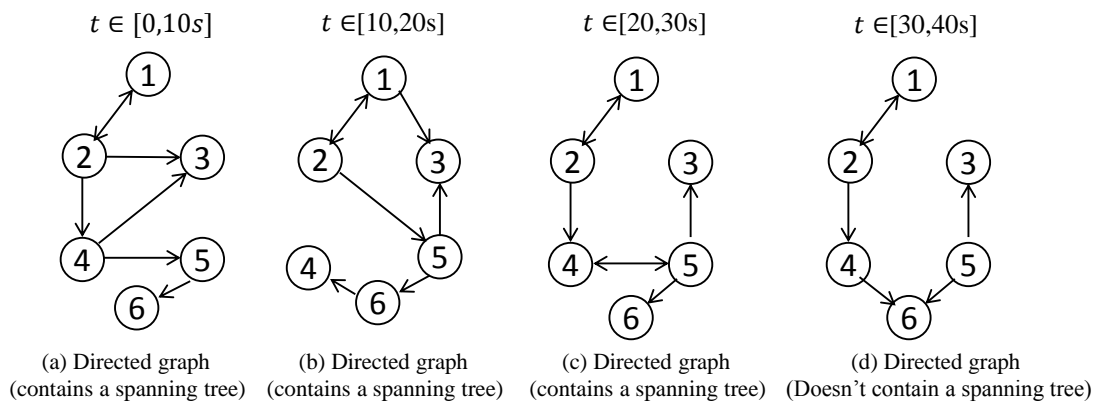 t ∈ [0,10s]
t ∈[10,20s]
t ∈[20,30s]
t ∈[30,40s]
1
2
3
4
5
6
1
2
3
4
5
6
1
2
3
4
5
6
1
2
3
4
5
6
(a) Directed graph
(contains a spanning tree)
(b) Directed graph
(contains a spanning tree)
(c) Directed graph
(contains a spanning tree)
(d) Directed graph
(Doesn't contain a spanning tree)